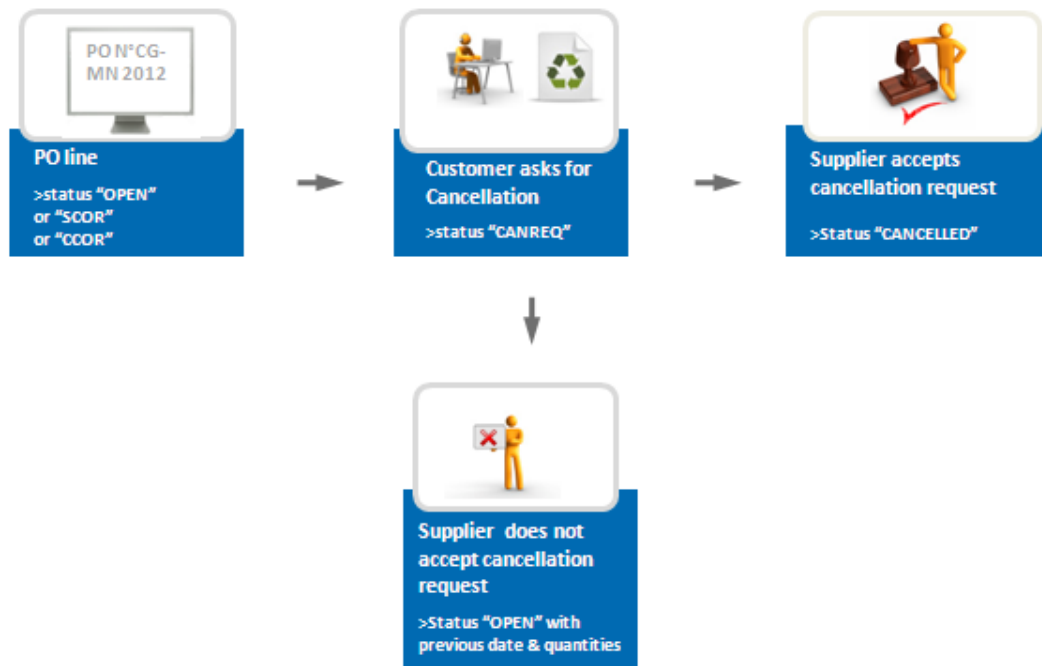 PO N°CG-
MN 2012
PO line
>status “OPEN”
or “SCOR”
or “CCOR”
Customer asks for
Cancellation
>status “CANREQ”
Supplier accepts
cancellation request
>Status “CANCELLED”
Supplier does not
accept cancellation
request
>Status “OPEN” with
previous date & quantities